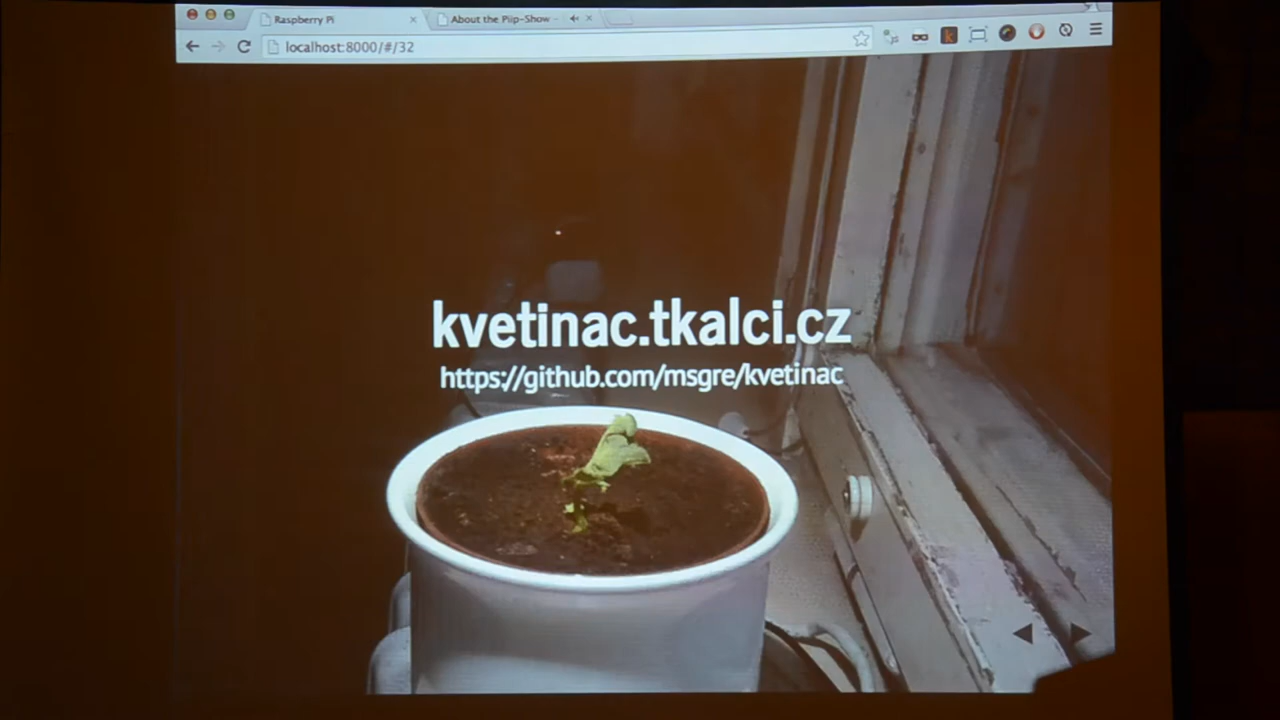 Raspberry Pi
About the Piip-Show -
localhost:8000/#/32
kvetinac.tkalci.cz
https://github.com/msgre/kvetinac